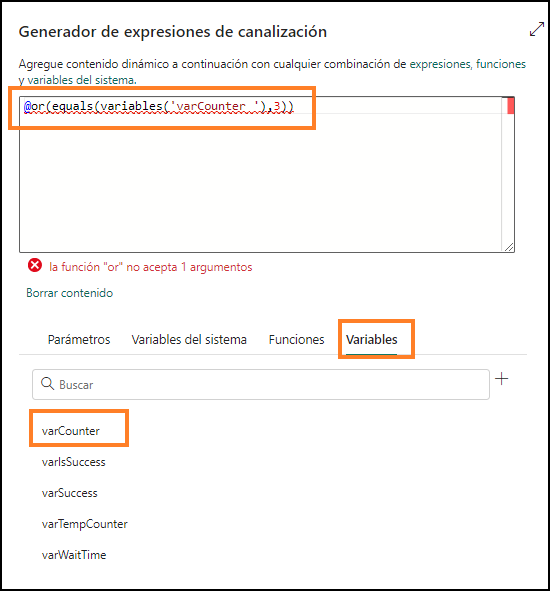 Generador de expresiones de canalización
Agregue contenido dinámico a continuación con cualquier combinación de expresiones, funciones
y variables del sistema.
@or(equals(variables('varCounter '),3))
la función "or" no acepta 1 argumentos
Borrar contenido
Parámetros Variables del sistema Funciones Variables
Buscar
varCounter
varIsSuccess
varSuccess
varTempCounter
varWaitTime